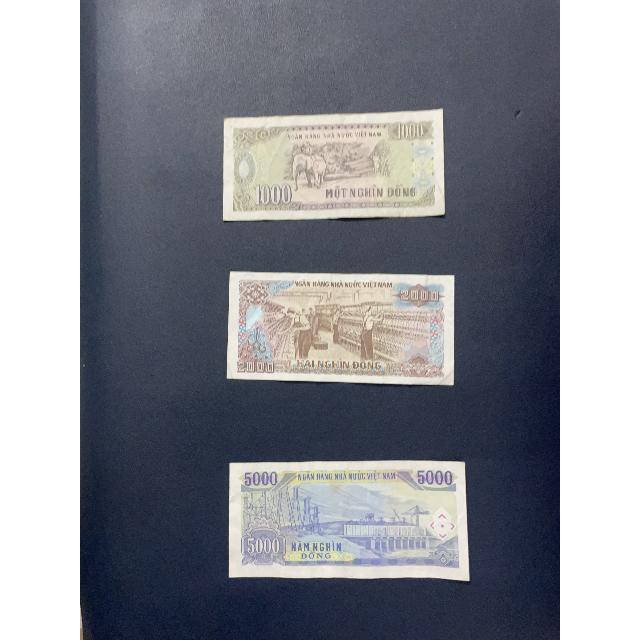 NGÂN HÀNG NHÀ NƯỚC VIỆT NAM
1000
1000
MỘT NGHÌN ĐỒNG
NGÂN HÀNG NHÀ NƯỚC VIỆT NAM
2000
2000
HAI NGHÌN ĐỒNG
5000
NGÂN HÀNG NHÀ NƯỚC VIỆT NAM
5000
5000
NĂM NGHÌN
ĐỒNG